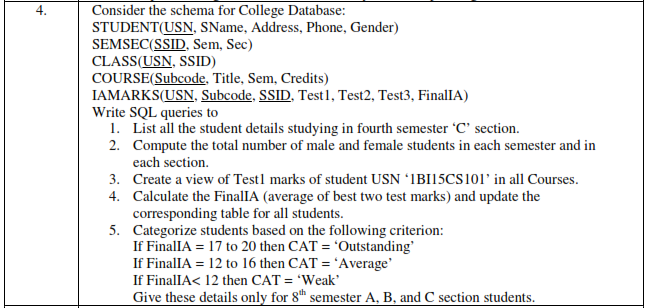 4. Consider the schema for College Database:
STUDENT(USN, SName, Address, Phone, Gender)
SEMSEC(SSID, Sem, Sec)
CLASS(USN, SSID)
COURSE(Subcode, Title, Sem, Credits)
IAMARKS(USN, Subcode, SSID, Test1, Test2, Test3, FinalIA)
Write SQL queries to
1. List all the student details studying in fourth semester ‘C’ section.
2. Compute the total number of male and female students in each semester and in
each section.
3. Create a view of Test1 marks of student USN ‘1BI15CS101’ in all Courses.
4. Calculate the FinalIA (average of best two test marks) and update the
corresponding table for all students.
5. Categorize students based on the following criterion:
If FinalIA = 17 to 20 then CAT = ‘Outstanding’
If FinalIA = 12 to 16 then CAT = ‘Average’
If FinalIA< 12 then CAT = ‘Weak’
Give these details only for 8th semester A, B, and C section students.